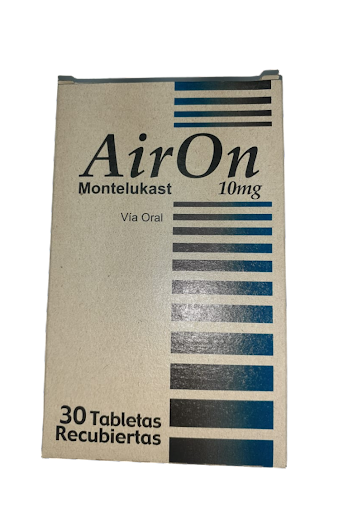 AirOn
Montelukast 10mg
Vía Oral
30 Tabletas
Recubiertas